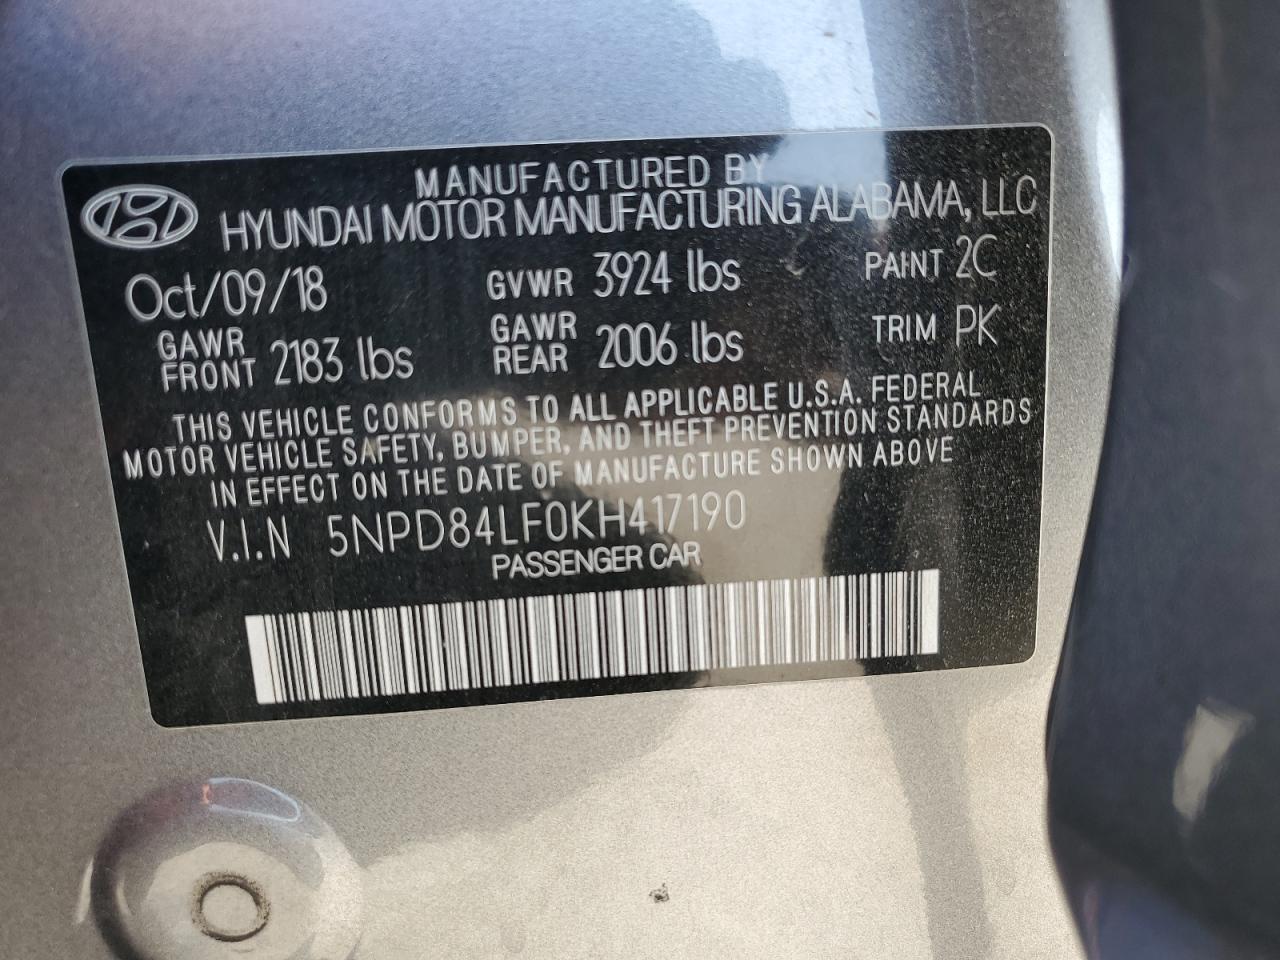 MANUFACTURED BY
HYUNDAI MOTOR MANUFACTURING ALABAMA, LLC
Oct/09/18 GVWR 3924 lbs PAINT 2C
GAWR FRONT 2183 lbs GAWR REAR 2006 lbs TRIM PK
THIS VEHICLE CONFORMS TO ALL APPLICABLE U.S.A. FEDERAL
MOTOR VEHICLE SAFETY, BUMPER, AND THEFT PREVENTION STANDARDS
IN EFFECT ON THE DATE OF MANUFACTURE SHOWN ABOVE
V.I.N 5NPD84LF0KH417190
PASSENGER CAR